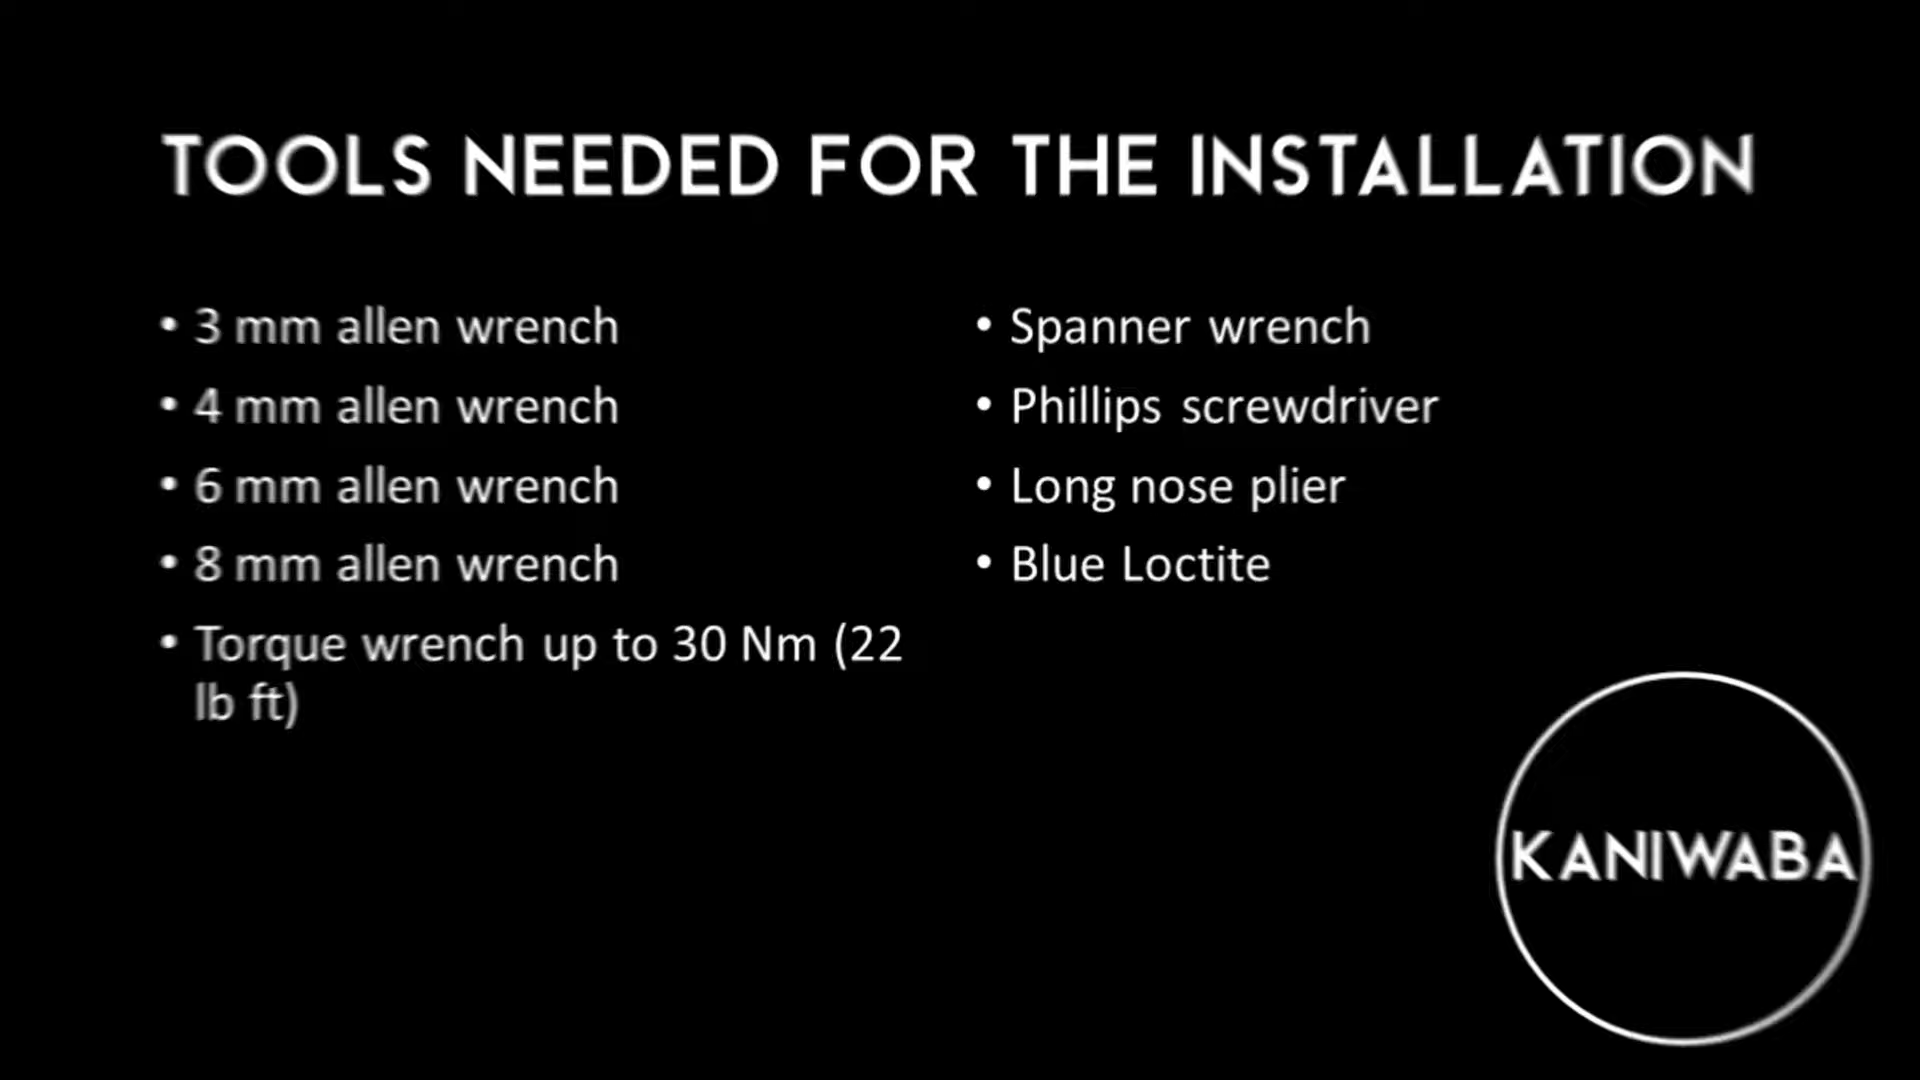 TOOLS NEEDED FOR THE INSTALLATION
• 3 mm allen wrench
• 4 mm allen wrench
• 6 mm allen wrench
• 8 mm allen wrench
• Torque wrench up to 30 Nm (22
lb ft)
• Spanner wrench
• Phillips screwdriver
• Long nose plier
• Blue Loctite
KANIWABA